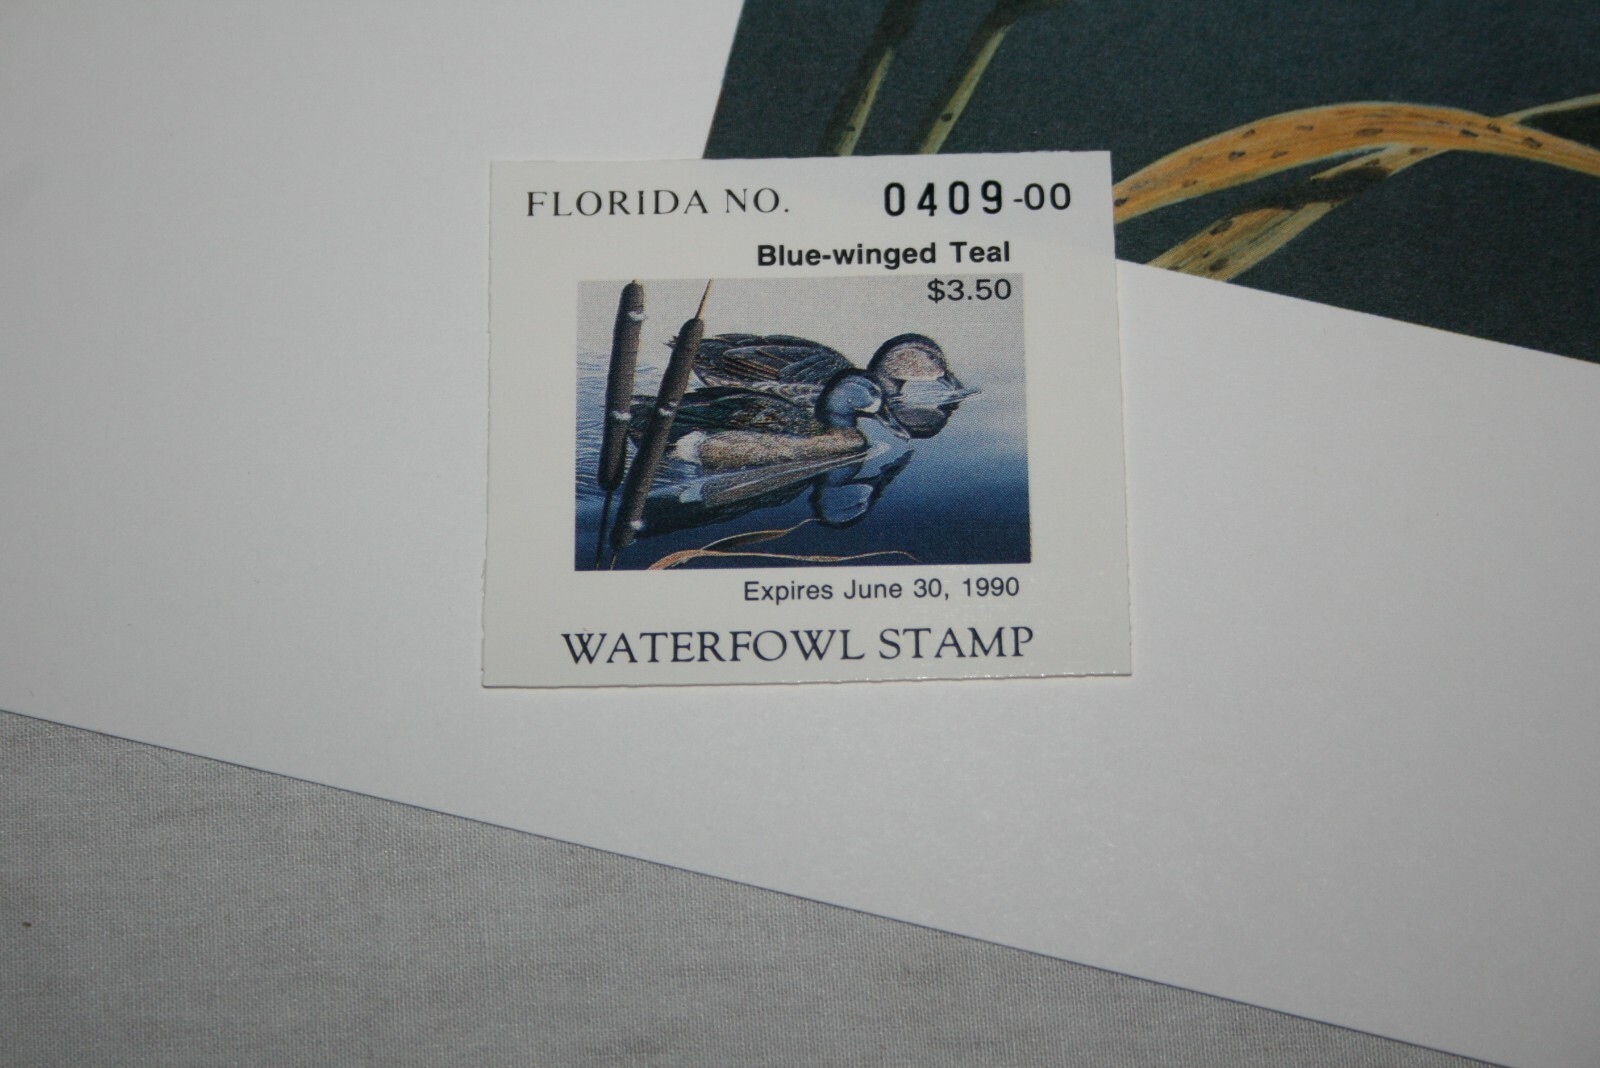 FLORIDA NO. 0409-00
Blue-winged Teal
$3.50
Expires June 30, 1990
WATERFOWL STAMP